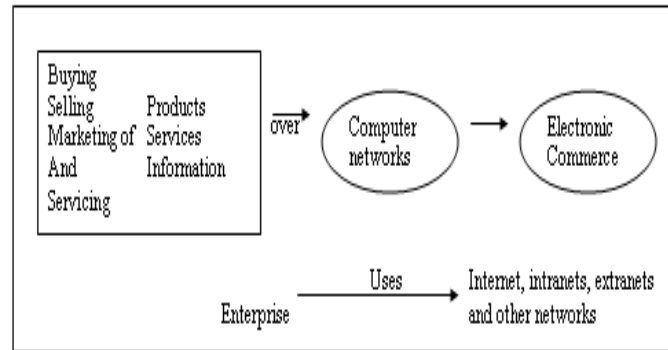 Buying
Selling Products
Marketing of Services
And Information
Servicing
over
Computer
networks
Electronic
Commerce
Uses
Enterprise
Internet, intranets, extranets
and other networks